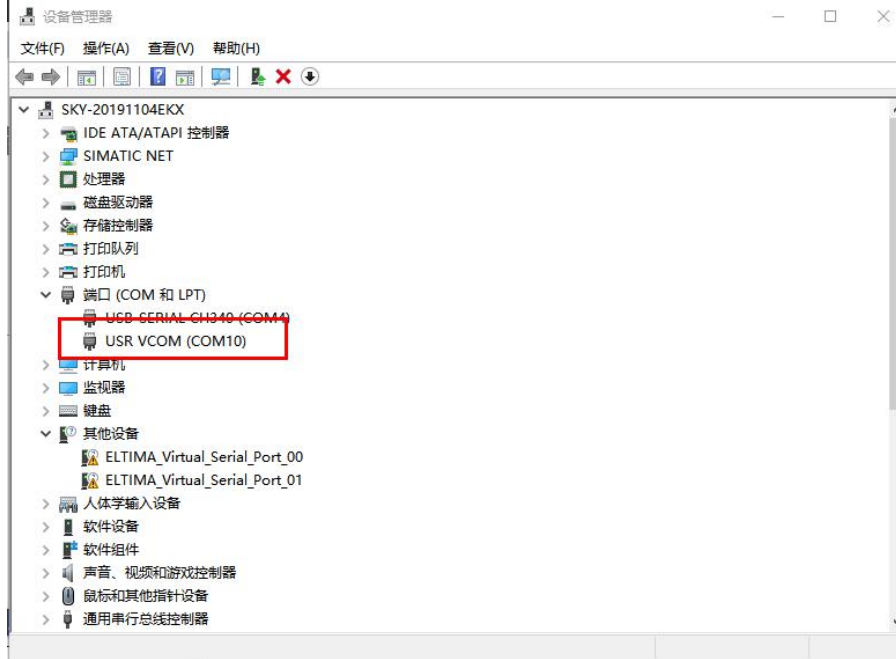 设备管理器
文件(F) 操作(A) 查看(V) 帮助(H)
SKY-20191104EKX
IDE ATA/ATAPI 控制器
SIMATIC NET
处理器
磁盘驱动器
存储控制器
打印队列
打印机
端口 (COM 和 LPT)
USB-SERIAL CH340 (COM4)
USR VCOM (COM10)
计算机
监视器
键盘
其他设备
ELTIMA_Virtual_Serial_Port_00
ELTIMA_Virtual_Serial_Port_01
人体学输入设备
软件设备
软件组件
声音、视频和游戏控制器
鼠标和其他指针设备
通用串行总线控制器